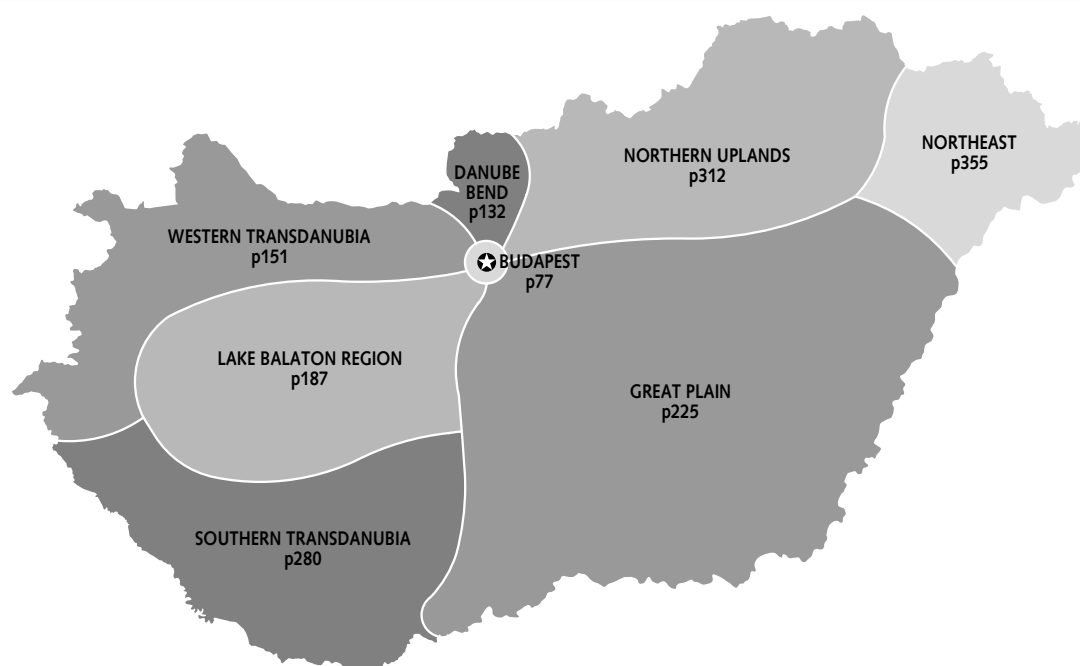 NORTHEAST
p355
NORTHERN UPLANDS
p312
DANUBE
BEND
p132
WESTERN TRANSDANUBIA
p151
BUDAPEST
p77
LAKE BALATON REGION
p187
GREAT PLAIN
p225
SOUTHERN TRANSDANUBIA
p280